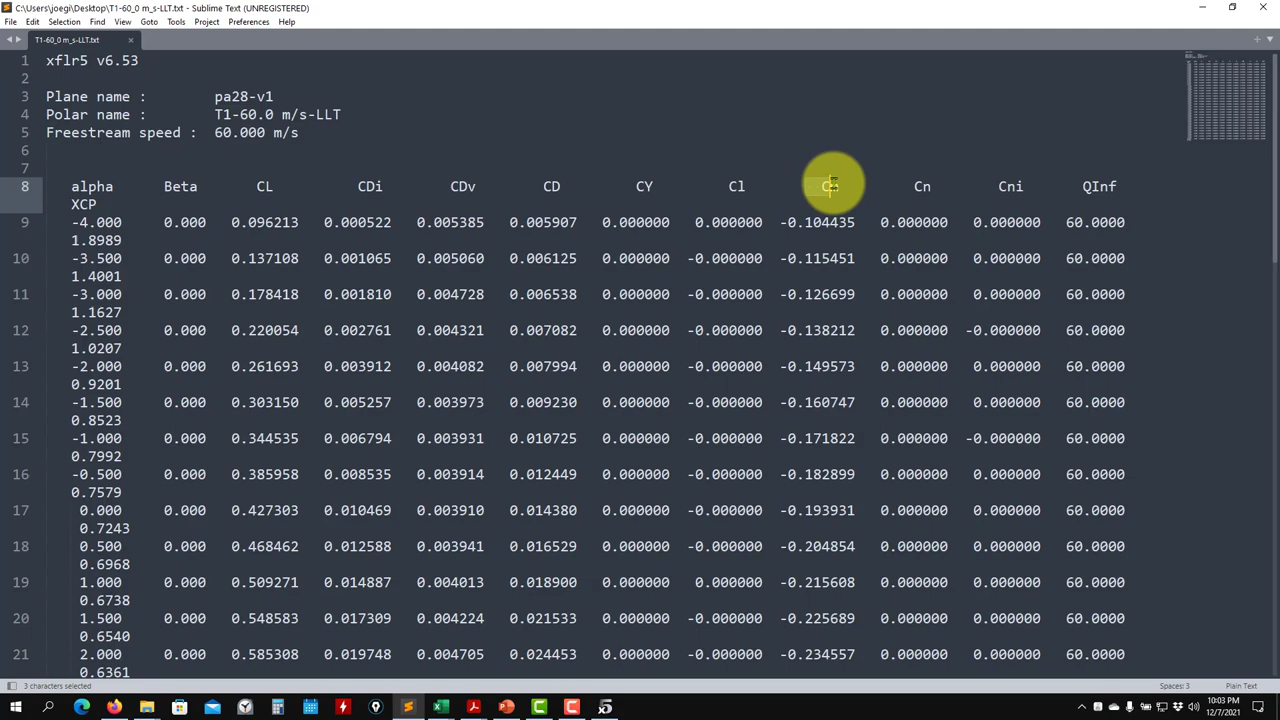 C:\Users\joegi\Desktop\T1-60_0 m_s-LLT.txt - Sublime Text (UNREGISTERED)
File Edit Selection Find View Goto Tools Project Preferences Help
T1-60_0 m_s-LLT.txt
1 xflr5 v6.53
2
3 Plane name : pa28-v1
4 Polar name : T1-60.0 m/s-LLT
5 Freestream speed : 60.000 m/s
6
7
8 alpha Beta CL CDi CDv CD CY Cl Cn Cni QInf
XCP
9 -4.000 0.000 0.096213 0.000522 0.005385 0.005907 0.000000 0.000000 -0.104435 0.000000 0.000000 60.0000
1.8989
10 -3.500 0.000 0.137108 0.001065 0.005060 0.006125 0.000000 -0.000000 -0.115451 0.000000 0.000000 60.0000
1.4001
11 -3.000 0.000 0.178418 0.001810 0.004728 0.006538 0.000000 -0.000000 -0.126699 0.000000 0.000000 60.0000
1.1627
12 -2.500 0.000 0.220054 0.002761 0.004321 0.007082 0.000000 -0.000000 -0.138212 0.000000 -0.000000 60.0000
1.0207
13 -2.000 0.000 0.261693 0.003912 0.004082 0.007994 0.000000 -0.000000 -0.149573 0.000000 0.000000 60.0000
0.9201
14 -1.500 0.000 0.303150 0.005257 0.003973 0.009230 0.000000 -0.000000 -0.160747 0.000000 0.000000 60.0000
0.8523
15 -1.000 0.000 0.344535 0.006794 0.003931 0.010725 0.000000 -0.000000 -0.171822 0.000000 -0.000000 60.0000
0.7992
16 -0.500 0.000 0.385958 0.008535 0.003914 0.012449 0.000000 -0.000000 -0.182899 0.000000 0.000000 60.0000
0.7579
17 0.000 0.000 0.427303 0.010469 0.003910 0.014380 0.000000 -0.000000 -0.193931 0.000000 0.000000 60.0000
0.7243
18 0.500 0.000 0.468462 0.012588 0.003941 0.016529 0.000000 -0.000000 -0.204854 0.000000 0.000000 60.0000
0.6968
19 1.000 0.000 0.509271 0.014887 0.004013 0.018900 0.000000 0.000000 -0.215608 0.000000 0.000000 60.0000
0.6738
20 1.500 0.000 0.548583 0.017309 0.004224 0.021533 0.000000 -0.000000 -0.225689 0.000000 0.000000 60.0000
0.6540
21 2.000 0.000 0.585308 0.019748 0.004705 0.024453 0.000000 -0.000000 -0.234557 0.000000 0.000000 60.0000
0.6361
3 characters selected Spaces: 3 Plain Text
10:03 PM
12/7/2021